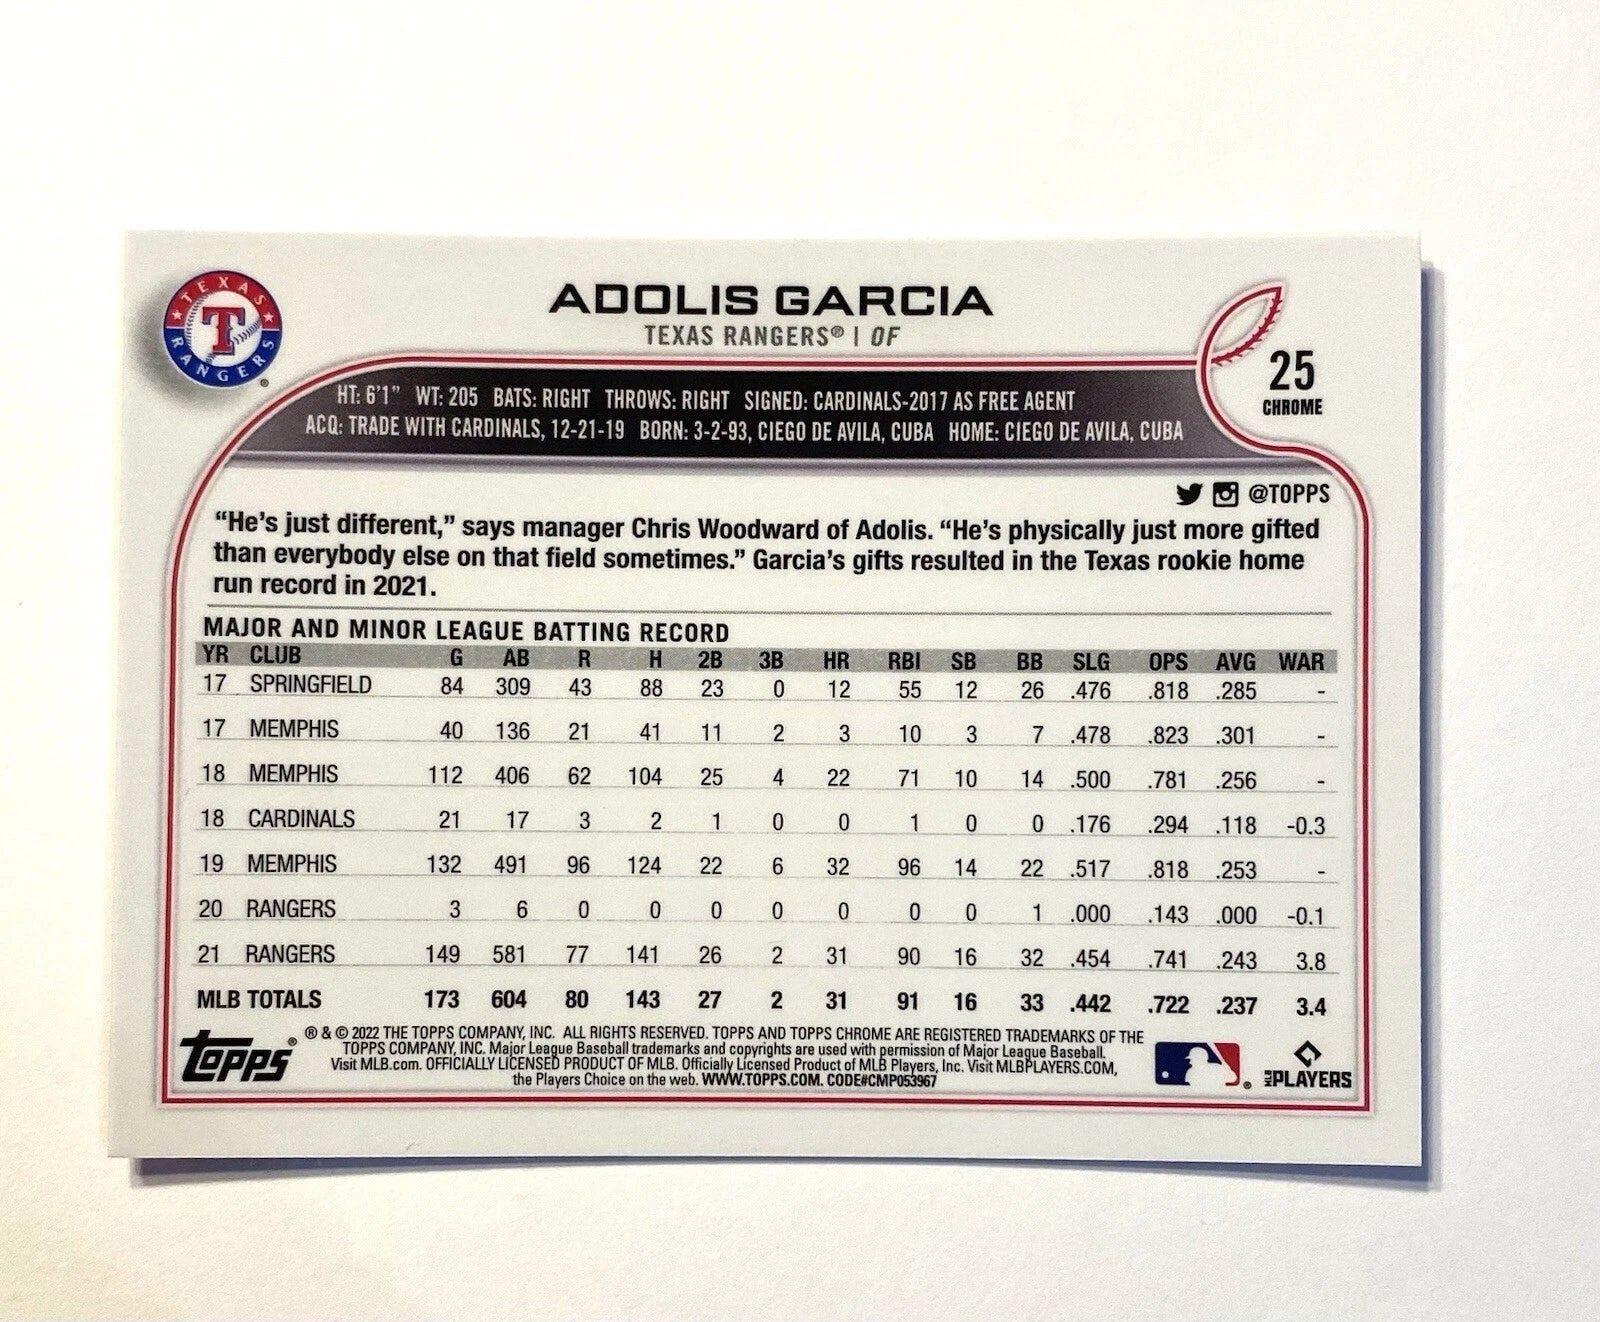 TEXAS RANGERS
T
ADOLIS GARCIA
TEXAS RANGERS® | OF
25
CHROME
HT: 6'1" WT: 205 BATS: RIGHT THROWS: RIGHT SIGNED: CARDINALS-2017 AS FREE AGENT
ACQ: TRADE WITH CARDINALS, 12-21-19 BORN: 3-2-93, CIEGO DE AVILA, CUBA HOME: CIEGO DE AVILA, CUBA
@TOPPS
“He’s just different,” says manager Chris Woodward of Adolis. “He’s physically just more gifted
than everybody else on that field sometimes.” Garcia’s gifts resulted in the Texas rookie home
run record in 2021.
MAJOR AND MINOR LEAGUE BATTING RECORD
YR CLUB G AB R H 2B 3B HR RBI SB BB SLG OPS AVG WAR
17 SPRINGFIELD 84 309 43 88 23 0 12 55 12 26 .476 .818 .285 -
17 MEMPHIS 40 136 21 41 11 2 3 10 3 7 .478 .823 .301 -
18 MEMPHIS 112 406 62 104 25 4 22 71 10 14 .500 .781 .256 -
18 CARDINALS 21 17 3 2 1 0 0 1 0 0 .176 .294 .118 -0.3
19 MEMPHIS 132 491 96 124 22 6 32 96 14 22 .517 .818 .253 -
20 RANGERS 3 6 0 0 0 0 0 0 0 1 .000 .143 .000 -0.1
21 RANGERS 149 581 77 141 26 2 31 90 16 32 .454 .741 .243 3.8
MLB TOTALS 173 604 80 143 27 2 31 91 16 33 .442 .722 .237 3.4
topps®
® & © 2022 THE TOPPS COMPANY, INC. ALL RIGHTS RESERVED. TOPPS AND TOPPS CHROME ARE REGISTERED TRADEMARKS OF THE
TOPPS COMPANY, INC. Major League Baseball trademarks and copyrights are used with permission of Major League Baseball.
Visit MLB.com. OFFICIALLY LICENSED PRODUCT OF MLB. Officially Licensed Product of MLB Players, Inc. Visit MLBPLAYERS.COM,
the Players Choice on the web. WWW.TOPPS.COM. CODE#CMP053967
MLB PLAYERS